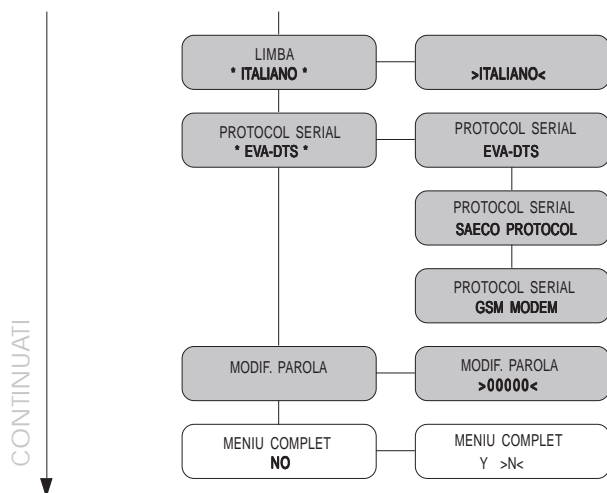 LIMBA
* ITALIANO *
>ITALIANO<
PROTOCOL SERIAL
* EVA-DTS *
PROTOCOL SERIAL
EVA-DTS
PROTOCOL SERIAL
SAECO PROTOCOL
PROTOCOL SERIAL
GSM MODEM
MODIF. PAROLA
MODIF. PAROLA
>00000<
MENIU COMPLET
NO
MENIU COMPLET
Y >N<
CONTINUATI